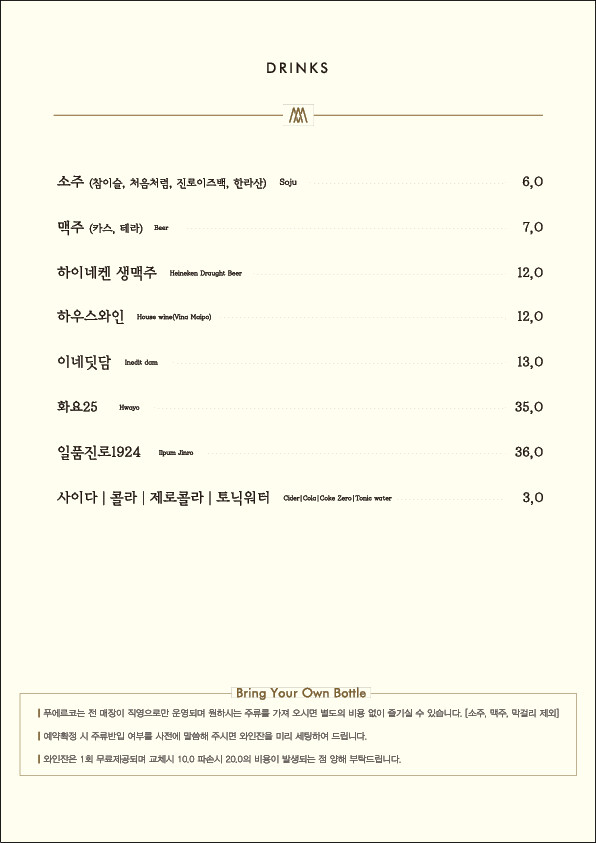 DRINKS
소주 (참이슬, 처음처럼, 진로이즈백, 한라산) Soju 6,0
맥주 (카스, 테라) Beer 7,0
하이네켄 생맥주 Heineken Draught Beer 12,0
하우스와인 House wine(Vina Maipo) 12,0
이네딧담 Inedit dam 13,0
화요25 Hwayo 35,0
일품진로1924 Ilpum Jinro 36,0
사이다 | 콜라 | 제로콜라 | 토닉워터 Cider|Cola|Coke Zero|Tonic water 3,0
Bring Your Own Bottle
| 푸에르코는 전 매장이 직영으로만 운영되며 원하시는 주류를 가져 오시면 별도의 비용 없이 즐기실 수 있습니다. [소주, 맥주, 막걸리 제외]
| 예약확정 시 주류반입 여부를 사전에 말씀해 주시면 와인잔을 미리 세팅하여 드립니다.
| 와인잔은 1회 무료제공되며 교체시 10.0 파손시 20.0의 비용이 발생되는 점 양해 부탁드립니다.